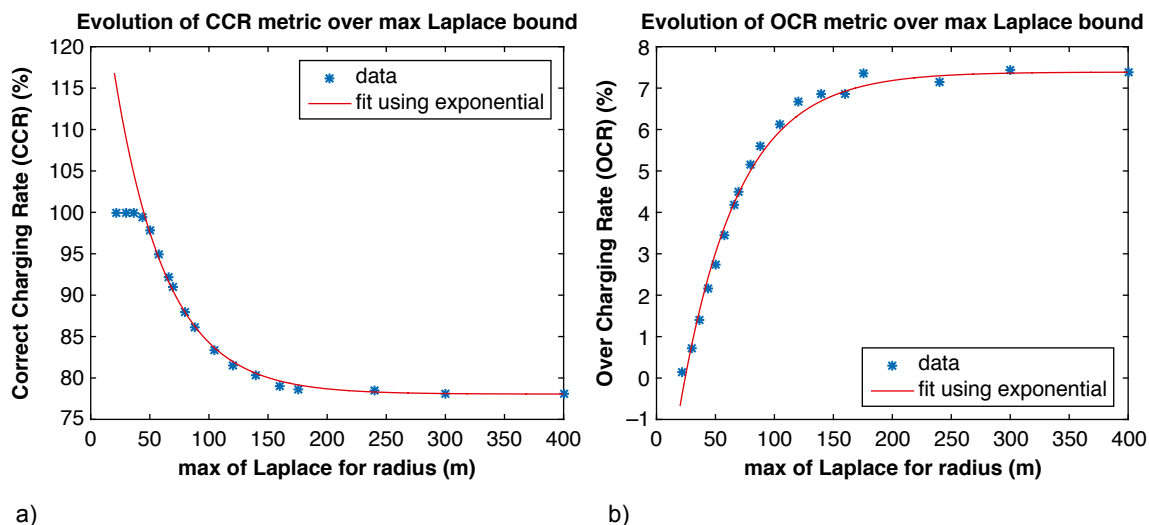 Evolution of CCR metric over max Laplace bound
Correct Charging Rate (CCR) (%)
120
115
110
105
100
95
90
85
80
75
0 50 100 150 200 250 300 350 400
max of Laplace for radius (m)
data
fit using exponential
a)
Evolution of OCR metric over max Laplace bound
Over Charging Rate (OCR) (%)
8
7
6
5
4
3
2
1
0
−1
0 50 100 150 200 250 300 350 400
max of Laplace for radius (m)
data
fit using exponential
b)